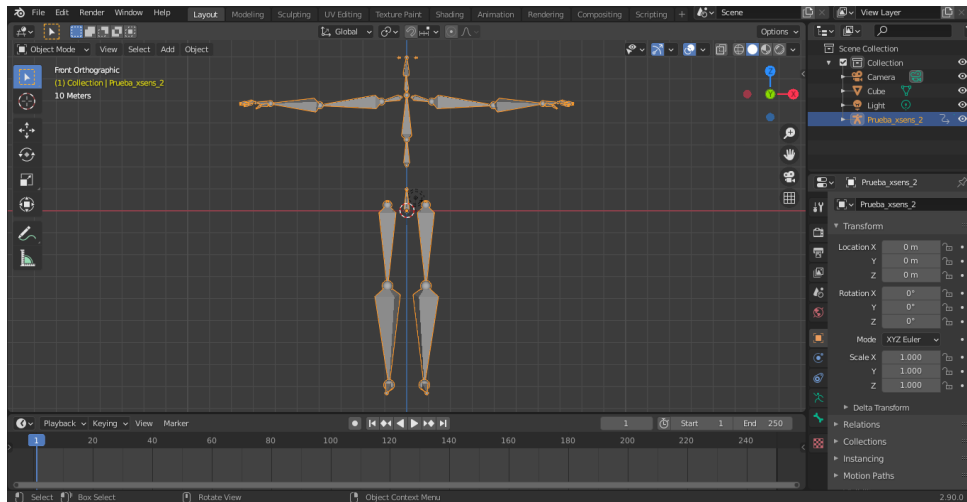 File Edit Render Window Help Layout Modeling Sculpting UV Editing Texture Paint Shading Animation Rendering Compositing Scripting + Scene View Layer
Global Options
Object Mode View Select Add Object
Scene Collection
Front Orthographic
Collection
(1) Collection | Prueba_xsens_2
Camera
10 Meters
Cube
Light
Prueba_xsens_2
Z
Y
X
Prueba_xsens_2
Prueba_xsens_2
Transform
Location X 0 m
Y 0 m
Z 0 m
Rotation X 0°
Y 0°
Z 0°
Mode XYZ Euler
Scale X 1.000
Y 1.000
Z 1.000
Delta Transform
Relations
Collections
Instancing
Motion Paths
Playback Keying View Marker 1 Start 1 End 250
1 20 40 60 80 100 120 140 160 180 200 220 240
Select Box Select Rotate View Object Context Menu 2.90.0